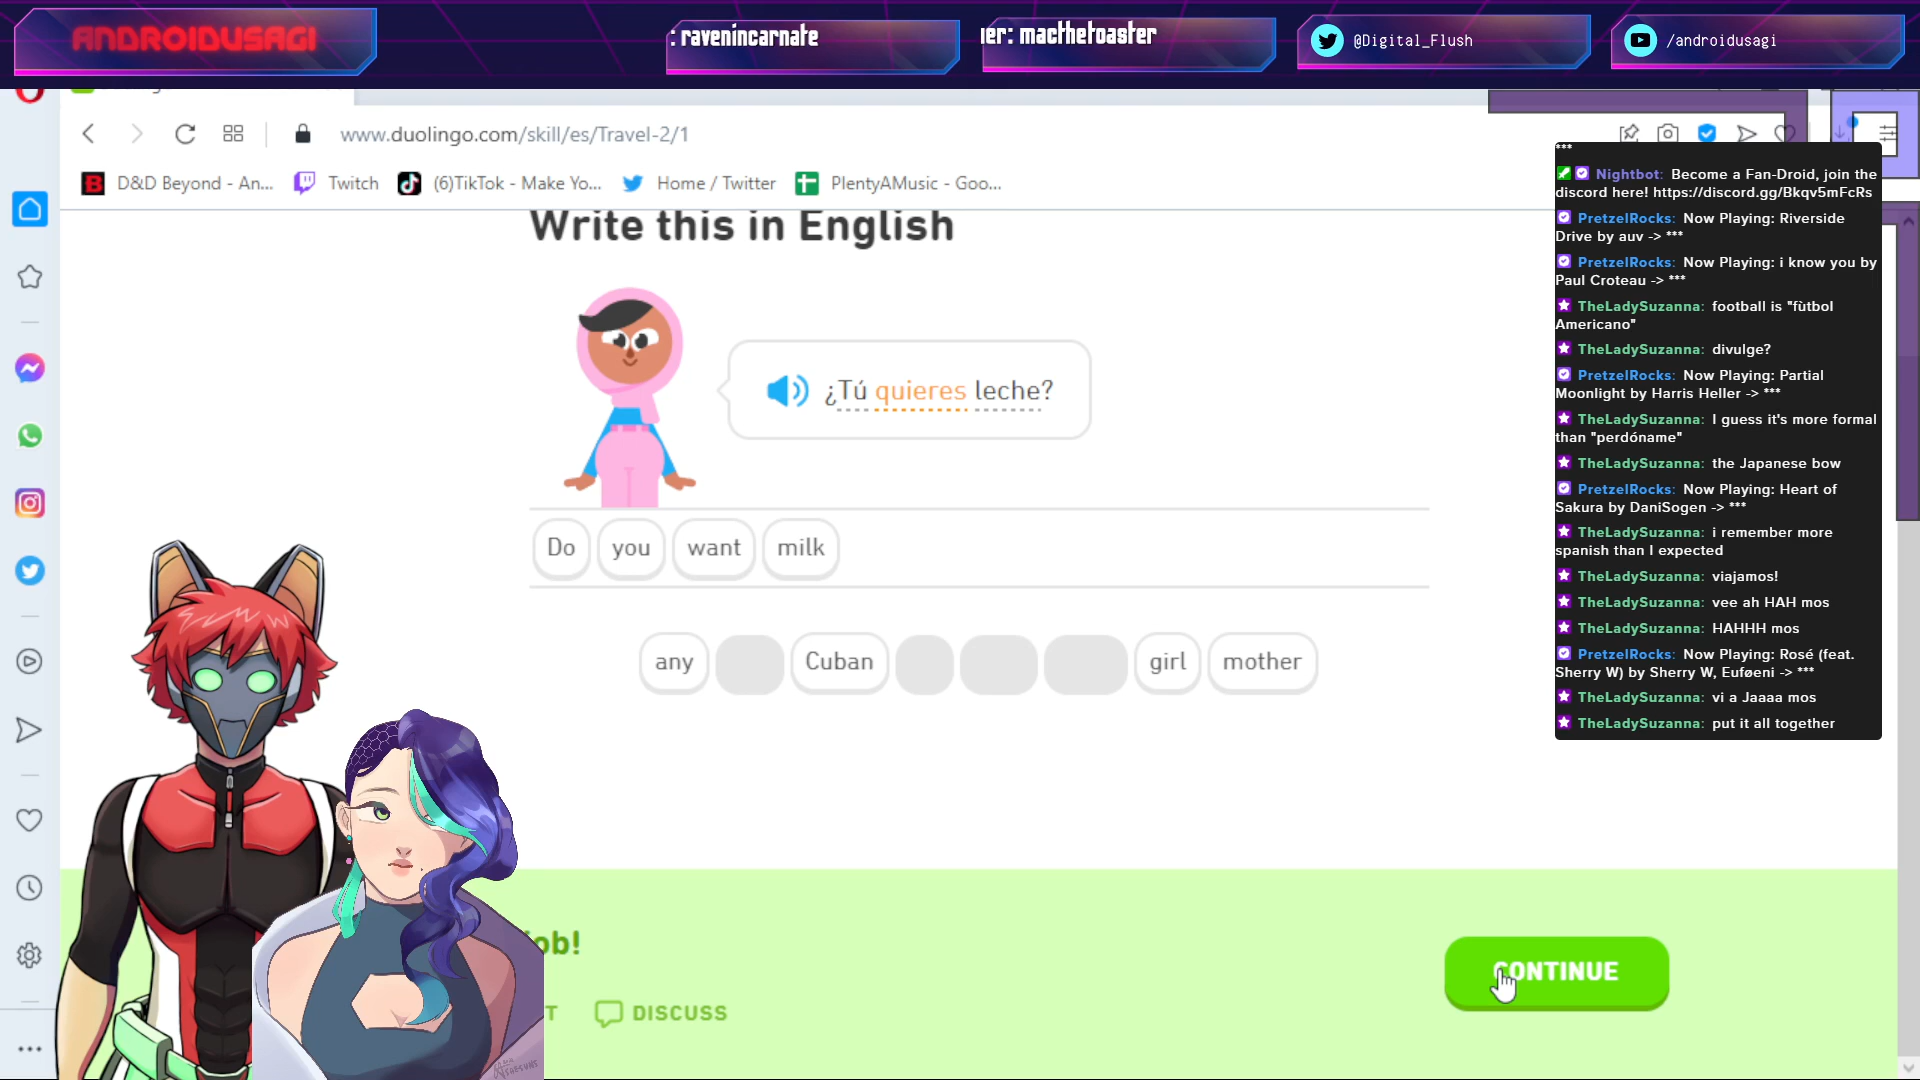 ANDROIDUSAGI
: ravenincarnate
ier: macthetoaster
@Digital_Flush
/androidusagi
www.duolingo.com/skill/es/Travel-2/1
D&D Beyond - An...
Twitch
(6)TikTok - Make Yo...
Home / Twitter
PlentyAMusic - Goo...
Write this in English
¿Tú quieres leche?
Do you want milk
any Cuban girl mother
ob!
CONTINUE
T DISCUSS
***
Nightbot: Become a Fan-Droid, join the
discord here! https://discord.gg/Bkqv5mFcRs
PretzelRocks: Now Playing: Riverside
Drive by auv -> ***
PretzelRocks: Now Playing: i know you by
Paul Croteau -> ***
TheLadySuzanna: football is "fùtbol
Americano"
TheLadySuzanna: divulge?
PretzelRocks: Now Playing: Partial
Moonlight by Harris Heller -> ***
TheLadySuzanna: I guess it's more formal
than "perdóname"
TheLadySuzanna: the Japanese bow
PretzelRocks: Now Playing: Heart of
Sakura by DaniSogen -> ***
TheLadySuzanna: i remember more
spanish than I expected
TheLadySuzanna: viajamos!
TheLadySuzanna: vee ah HAH mos
TheLadySuzanna: HAHHH mos
PretzelRocks: Now Playing: Rosé (feat.
Sherry W) by Sherry W, Euføeni -> ***
TheLadySuzanna: vi a Jaaaa mos
TheLadySuzanna: put it all together